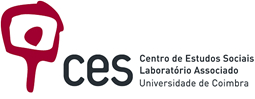 ces
Centro de Estudos Sociais
Laboratório Associado
Universidade de Coimbra